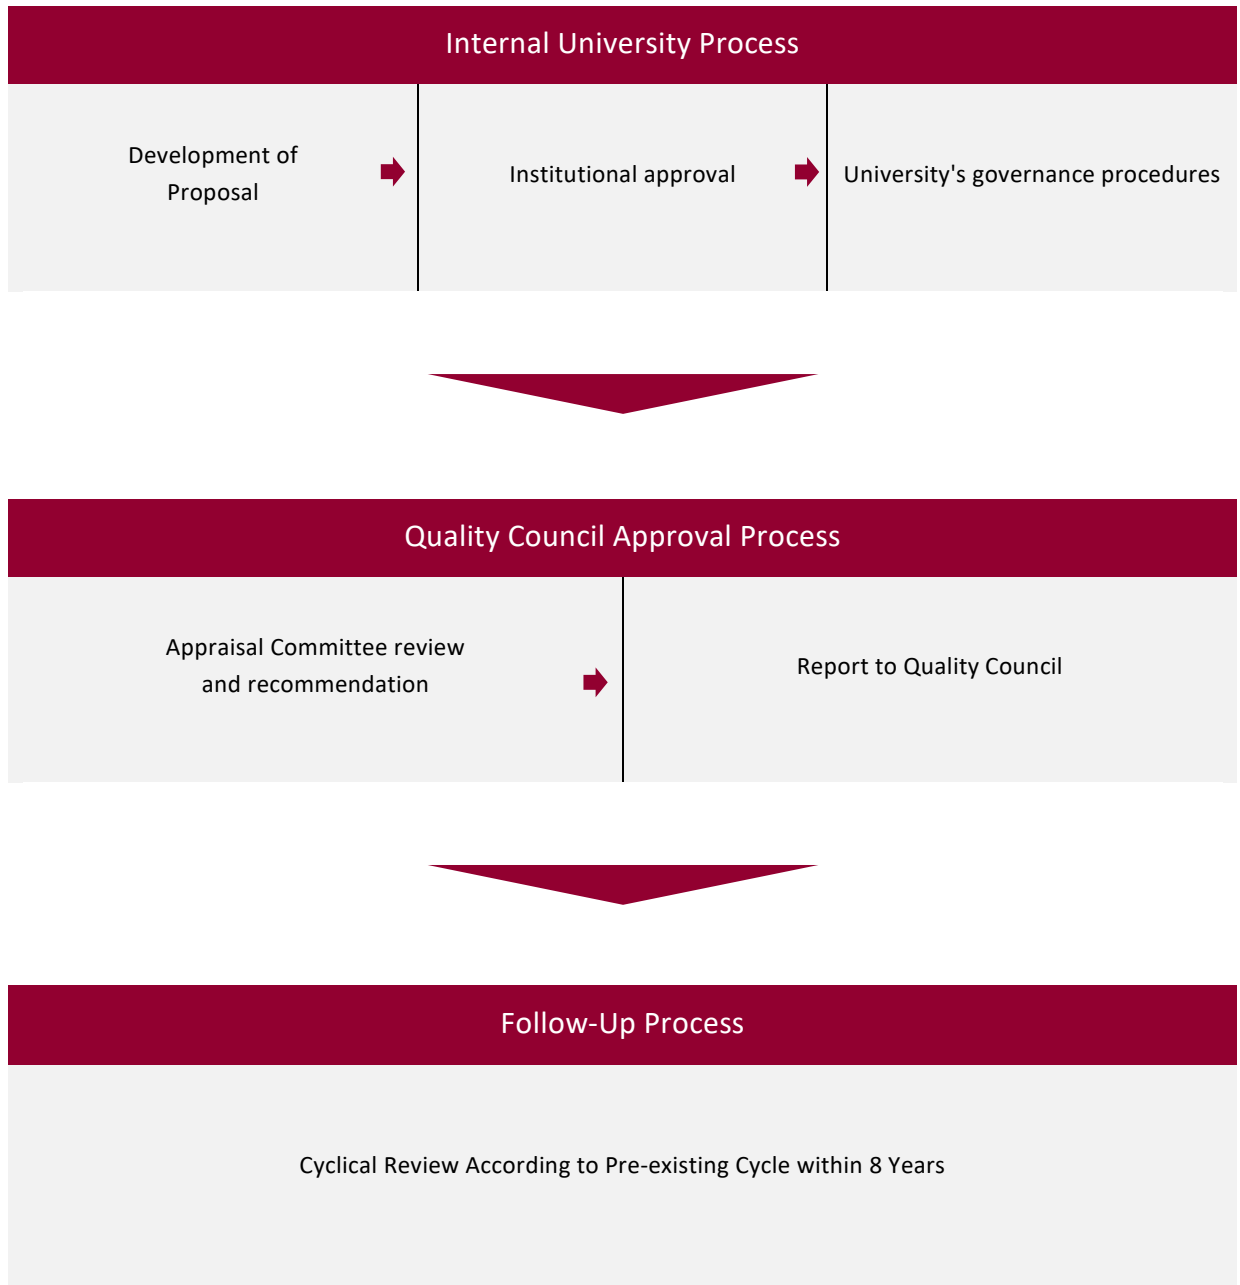 Internal University Process
Development of
Proposal
Institutional approval
University's governance procedures
Quality Council Approval Process
Appraisal Committee review
and recommendation
Report to Quality Council
Follow-Up Process
Cyclical Review According to Pre-existing Cycle within 8 Years